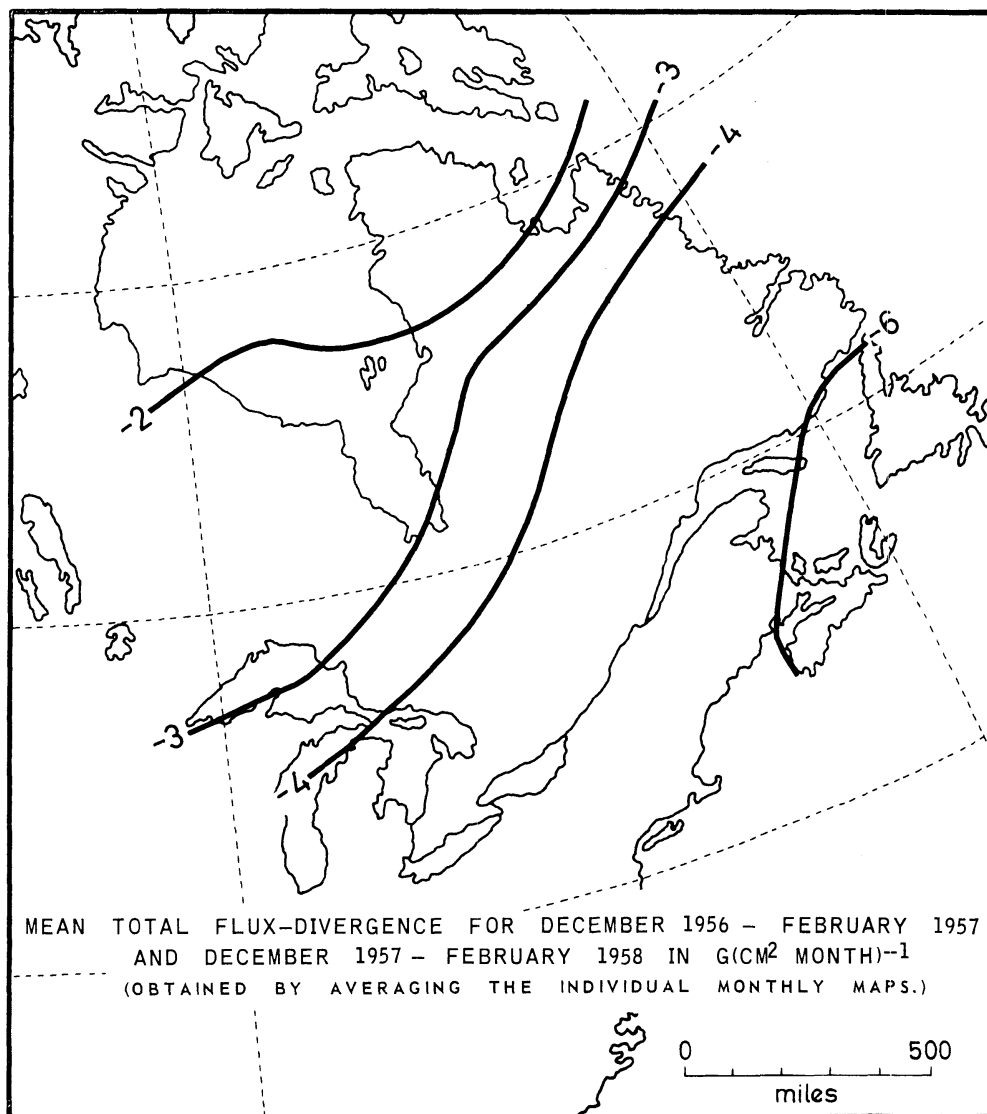 -3
-4
-6
-2
-3
-4
MEAN TOTAL FLUX–DIVERGENCE FOR DECEMBER 1956 – FEBRUARY 1957
AND DECEMBER 1957 – FEBRUARY 1958 IN G(CM² MONTH)--1
(OBTAINED BY AVERAGING THE INDIVIDUAL MONTHLY MAPS.)
0 500
miles